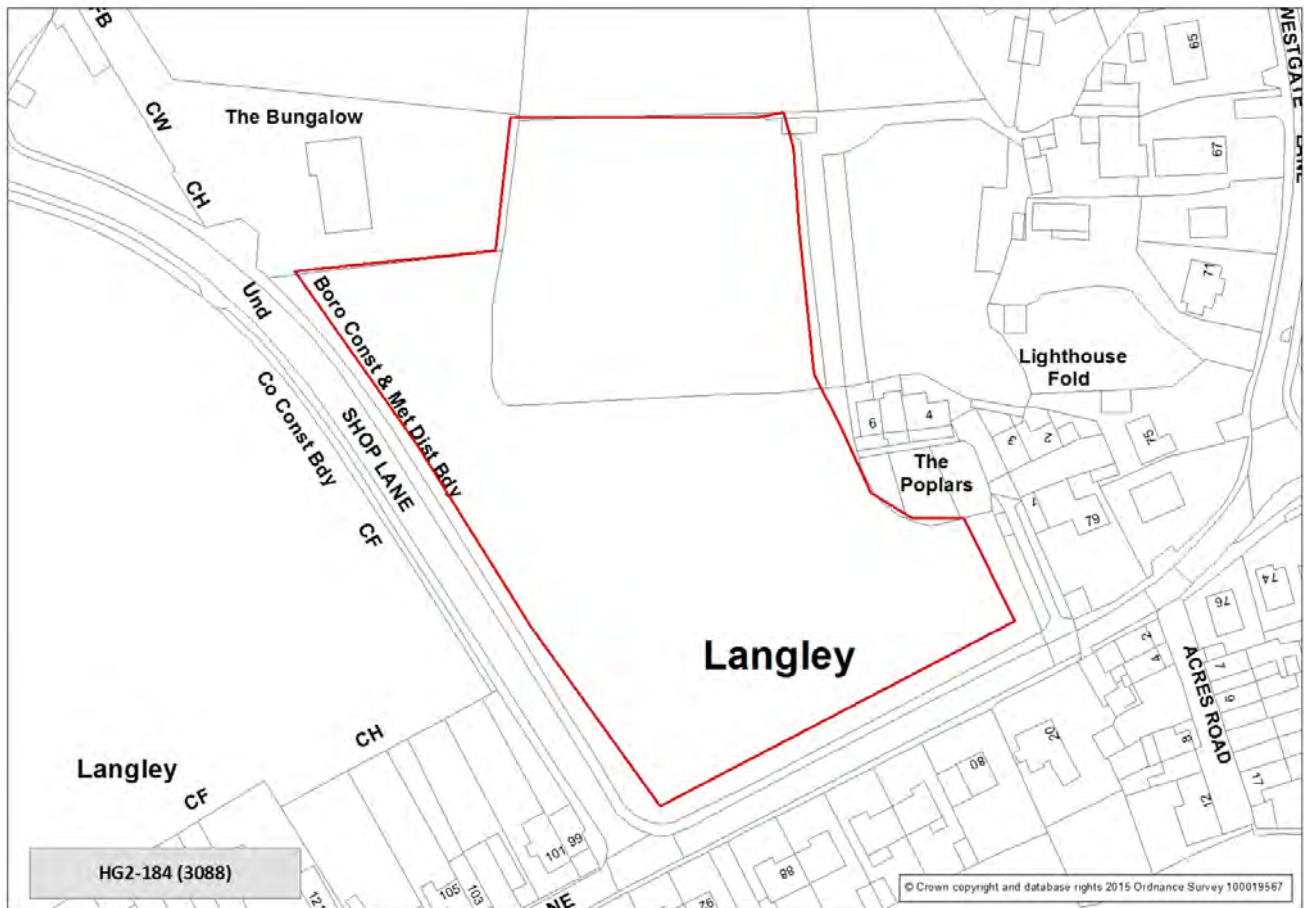 FB
CW
CH
The Bungalow
65
WESTGATE LANE
67
71
Und
Boro Const & Met Dist Bdy
SHOP LANE
Co Const Bdy
CF
Lighthouse
Fold
6
4
3
2
1
75
79
The
Poplars
Langley
74
76
2
4
ACRES ROAD
7
9
8
12
17
20
80
88
92
CH
Langley
CF
101
99
105
103
121
NE
HG2-184 (3088)
© Crown copyright and database rights 2015 Ordnance Survey 100019567